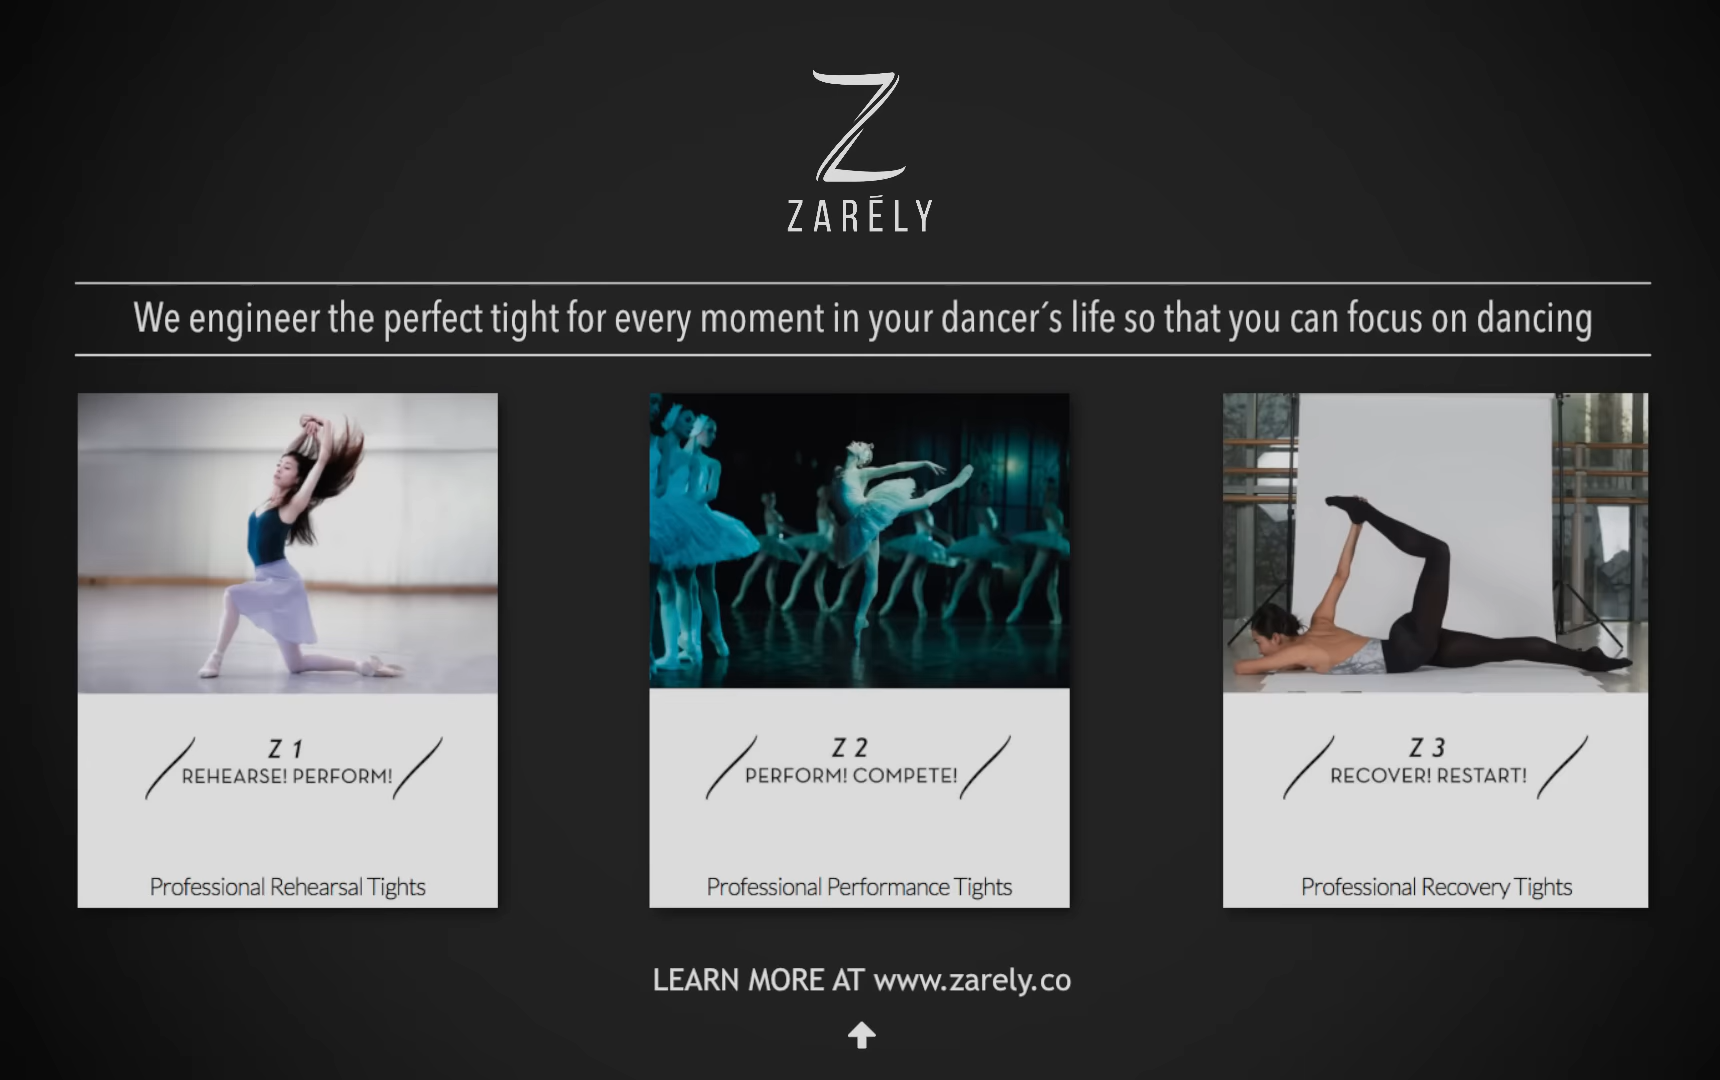 Z
ZARÉLY
We engineer the perfect tight for every moment in your dancer´s life so that you can focus on dancing
Z 1
REHEARSE! PERFORM!
Professional Rehearsal Tights
Z 2
PERFORM! COMPETE!
Professional Performance Tights
Z 3
RECOVER! RESTART!
Professional Recovery Tights
LEARN MORE AT www.zarely.co